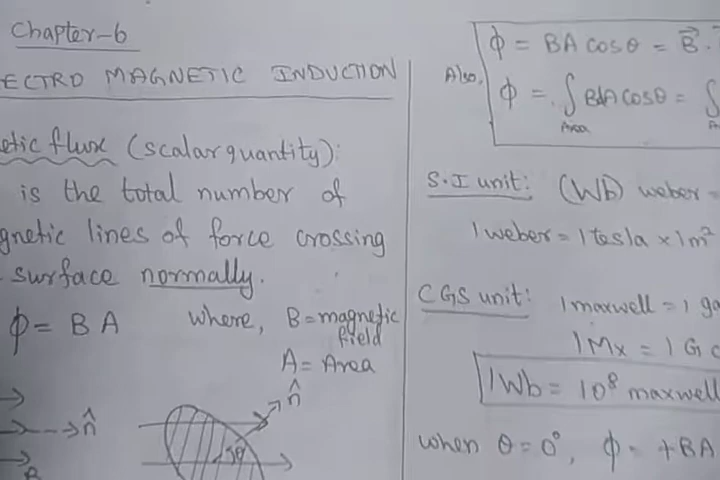 Chapter-6
ECTRO MAGNETIC INDUCTION
etic flux (scalar quantity):
is the total number of
gnetic lines of force crossing
surface normally.
ϕ = BA where, B = magnetic
field
A = Area
n̂
n̂
θ
B
ϕ = BA cosθ = B⃗.
Also, ϕ = ∫ BdA cosθ = ∫
Area
S.I unit: (Wb) weber =
1 weber = 1 tesla × 1m²
CGS unit: 1 maxwell = 1 ga
1 Mx = 1 G c
1 Wb = 10⁸ maxwell
when θ = 0°, ϕ = +BA